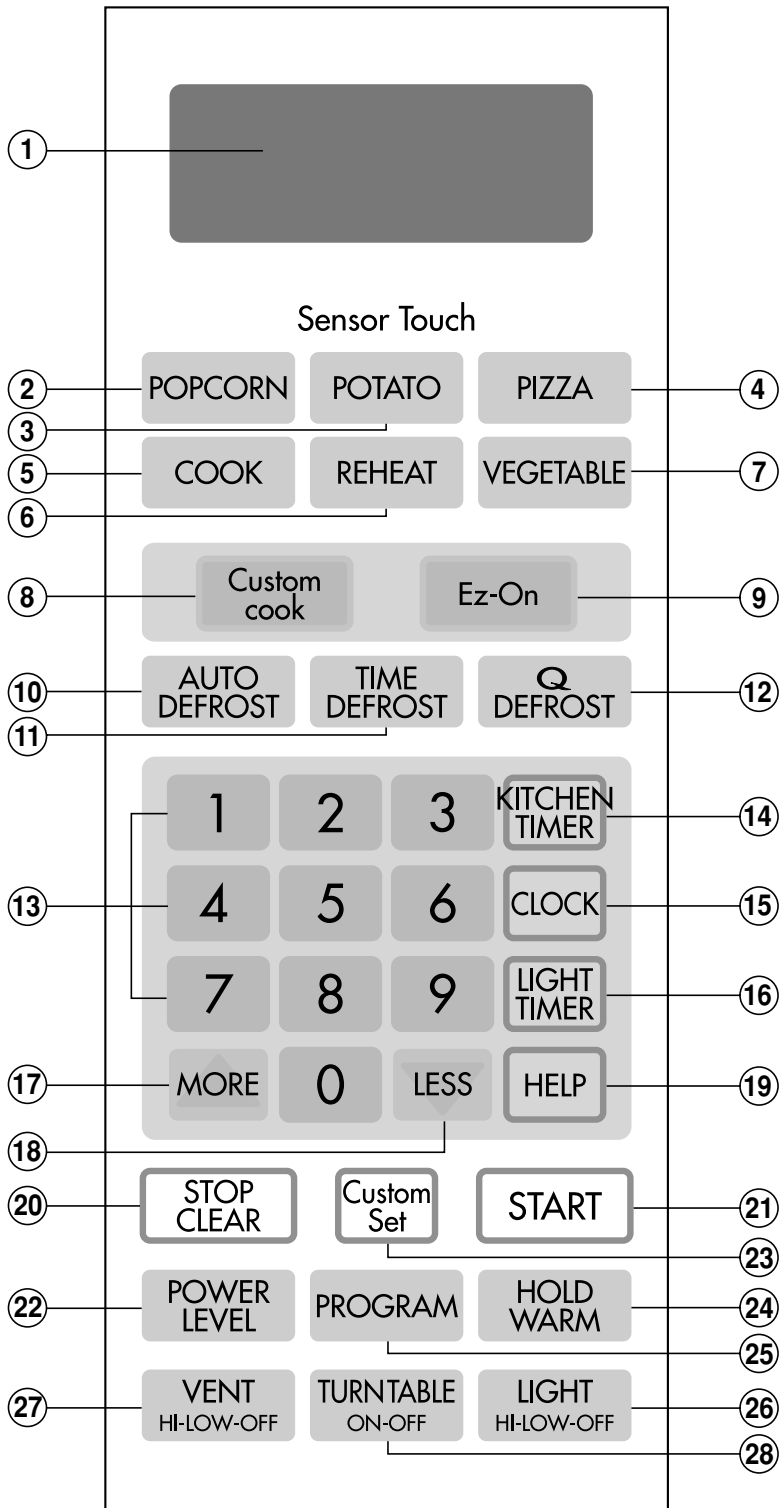 1
Sensor Touch
2 POPCORN POTATO PIZZA 4
3
5 COOK REHEAT VEGETABLE 7
6
8 Custom cook Ez-On 9
10 AUTO DEFROST TIME DEFROST Q DEFROST 12
11
1 2 3 KITCHEN TIMER 14
13 4 5 6 CLOCK 15
7 8 9 LIGHT TIMER 16
17 MORE 0 LESS HELP 19
18
20 STOP CLEAR Custom Set START 21
23
22 POWER LEVEL PROGRAM HOLD WARM 24
25
27 VENT HI-LOW-OFF TURNTABLE ON-OFF LIGHT HI-LOW-OFF 26
28